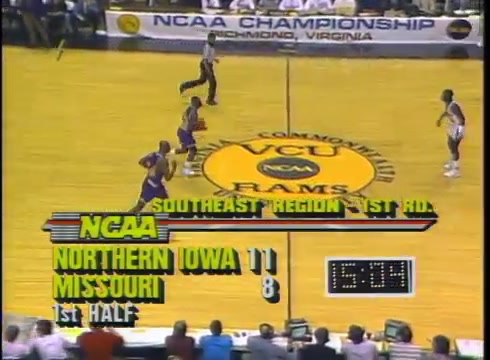 NCAA CHAMPIONSHIP
RICHMOND, VIRGINIA
COMMONWEALTH
VCU
NCAA
RAMS
SOUTHEAST REGION - 1ST RD.
NCAA
NORTHERN IOWA 11
MISSOURI 8
1st HALF
15:04